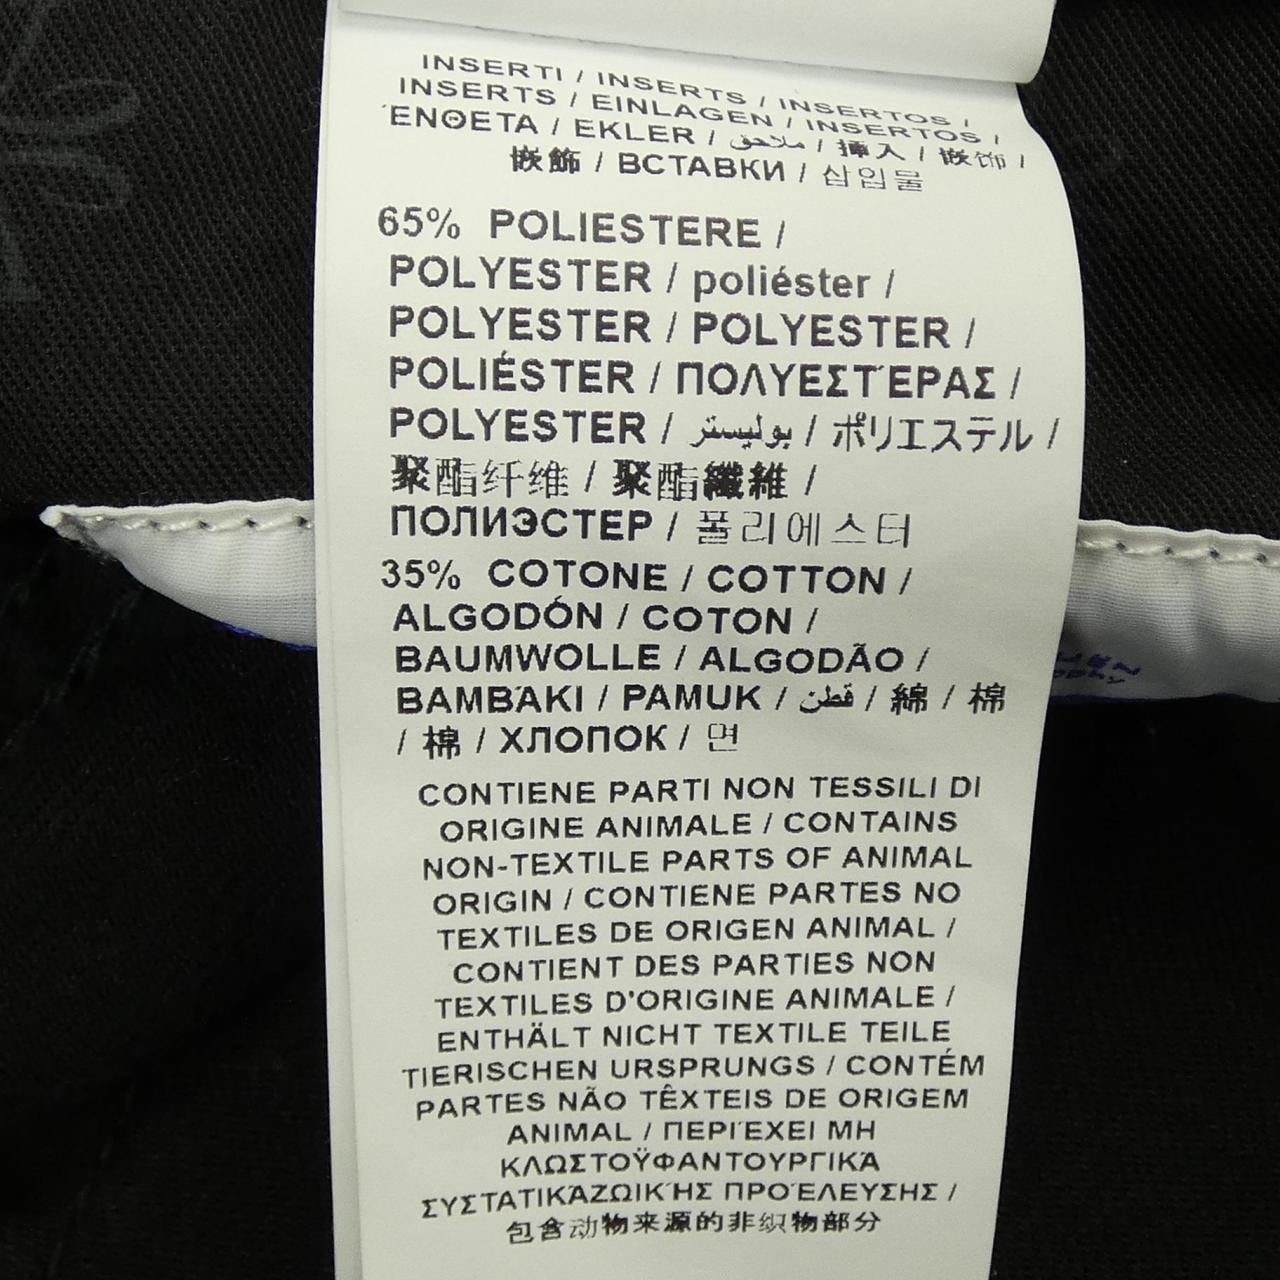 INSERTI / INSERTS / INSERTOS /
INSERTS / EINLAGEN / INSERTOS /
ΈΝΘΕΤΑ / EKLER / ملاحق / 挿入 / 嵌饰 /
嵌飾 / ВСТАВКИ / 삽입물
65% POLIESTERE /
POLYESTER / poliéster /
POLYESTER / POLYESTER /
POLIÉSTER / ΠΟΛΥΕΣΤΈΡΑΣ /
POLYESTER / بوليستر / ポリエステル /
聚酯纤维 / 聚酯纖維 /
ПОЛИЭСТЕР / 폴리에스터
35% COTONE / COTTON /
ALGODÓN / COTON /
BAUMWOLLE / ALGODÃO /
ΒΑΜΒΆΚΙ / PAMUK / قطن / 綿 / 棉
/ 棉 / ХЛОПОК / 면
CONTIENE PARTI NON TESSILI DI
ORIGINE ANIMALE / CONTAINS
NON-TEXTILE PARTS OF ANIMAL
ORIGIN / CONTIENE PARTES NO
TEXTILES DE ORIGEN ANIMAL /
CONTIENT DES PARTIES NON
TEXTILES D'ORIGINE ANIMALE /
ENTHÄLT NICHT TEXTILE TEILE
TIERISCHEN URSPRUNGS / CONTÉM
PARTES NÃO TÊXTEIS DE ORIGEM
ANIMAL / ΠΕΡΙΈΧΕΙ ΜΗ
ΚΛΩΣΤΟΫΦΑΝΤΟΥΡΓΙΚΆ
ΣΥΣΤΑΤΙΚΆΖΩΙΚΉΣ ΠΡΟΈΛΕΥΣΗΣ /
包含动物来源的非织物部分